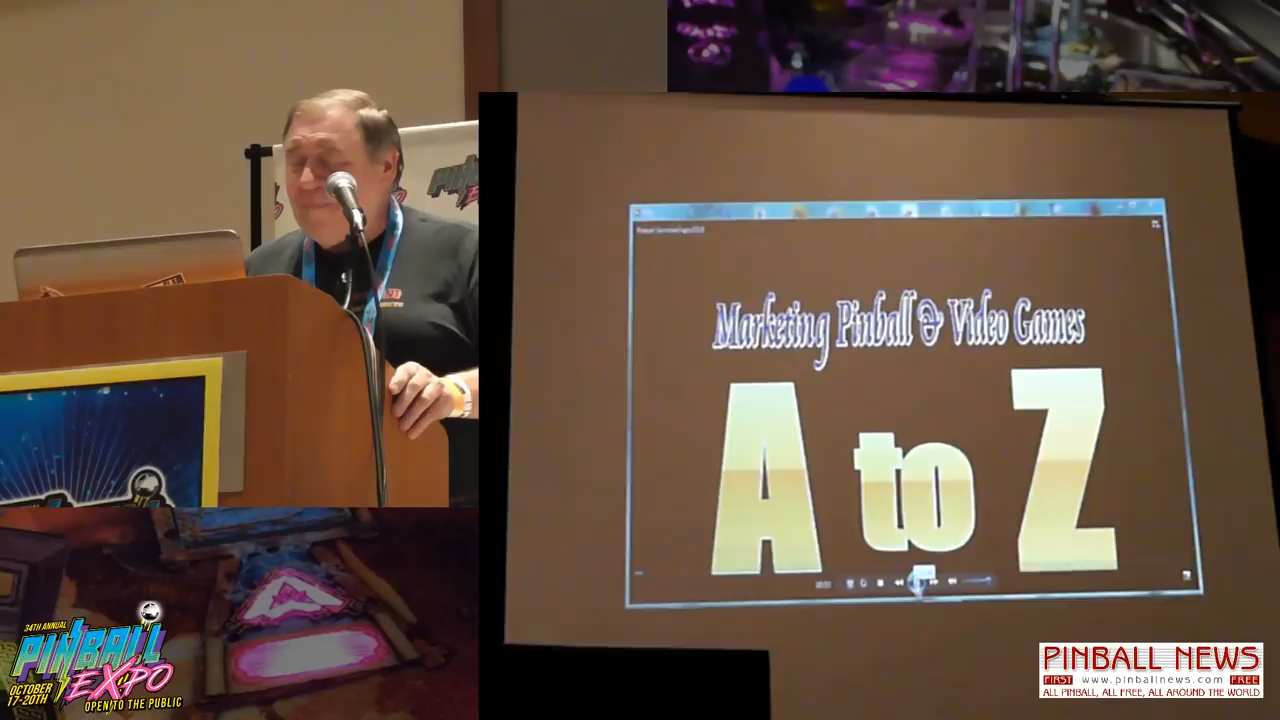 Marketing Pinball & Video Games
A to Z
34TH ANNUAL
PINBALL
EXPO
OCTOBER
17-20TH
OPEN TO THE PUBLIC
PINBALL NEWS
FIRST www.pinballnews.com FREE
ALL PINBALL, ALL FREE, ALL AROUND THE WORLD